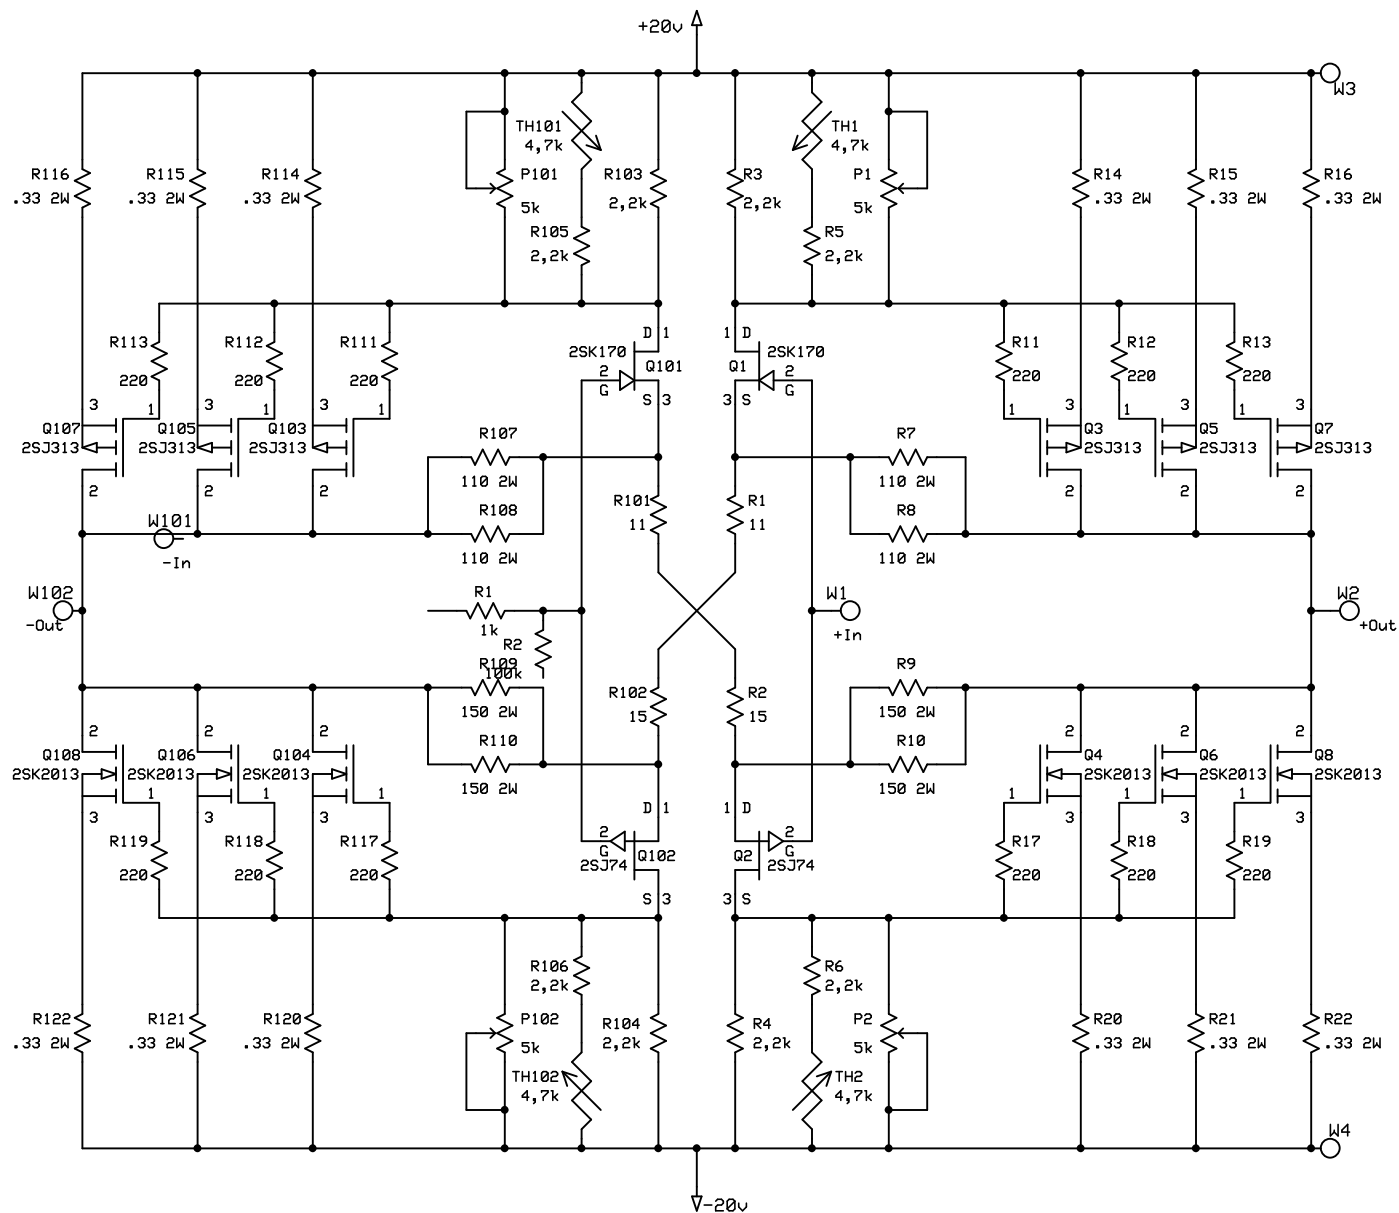 +20v
W3
TH101
4,7k
TH1
4,7k
R116
.33 2W
R115
.33 2W
R114
.33 2W
P101
5k
R103
2,2k
R3
2,2k
P1
5k
R14
.33 2W
R15
.33 2W
R16
.33 2W
R105
2,2k
R5
2,2k
R113
220
R112
220
R111
220
D 1
2SK170
Q101
2
G
S 3
1 D
2SK170
Q1
2
G
3 S
R11
220
R12
220
R13
220
3
1
Q107
2SJ313
2
3
1
Q105
2SJ313
2
3
1
Q103
2SJ313
2
R107
110 2W
R7
110 2W
1
3
Q3
2SJ313
2
1
3
Q5
2SJ313
2
1
3
Q7
2SJ313
2
W101
-In
R108
110 2W
R101
11
R1
11
R8
110 2W
W102
-Out
R1
1k
R2
100k
W1
+In
W2
+Out
R109
150 2W
R102
15
R2
15
R9
150 2W
R110
150 2W
R10
150 2W
2
Q108
2SK2013
1
3
2
Q106
2SK2013
1
3
2
Q104
2SK2013
1
3
2
Q4
2SK2013
1
3
2
Q6
2SK2013
1
3
2
Q8
2SK2013
1
3
D 1
2
G
Q102
2SJ74
S 3
1 D
2
G
Q2
2SJ74
3 S
R119
220
R118
220
R117
220
R17
220
R18
220
R19
220
R106
2,2k
R6
2,2k
R122
.33 2W
R121
.33 2W
R120
.33 2W
P102
5k
R104
2,2k
R4
2,2k
P2
5k
R20
.33 2W
R21
.33 2W
R22
.33 2W
TH102
4,7k
TH2
4,7k
W4
-20v